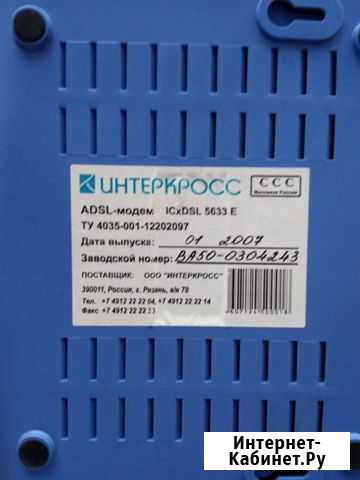 ИНТЕРКРОСС
ССС
ADSL-модем ICxDSL 5633 E
ТУ 4035-001-12202097
Дата выпуска: 01 2007
Заводской номер: BA50-0304243
ПОСТАВЩИК: ООО "ИНТЕРКРОСС"
390011, Россия, г. Рязань, а/я 78
Тел. +7 4912 22 22 04, +7 4912 22 22 14
Факс +7 4912 22 22 23
Интернет-
Кабинет.Ру